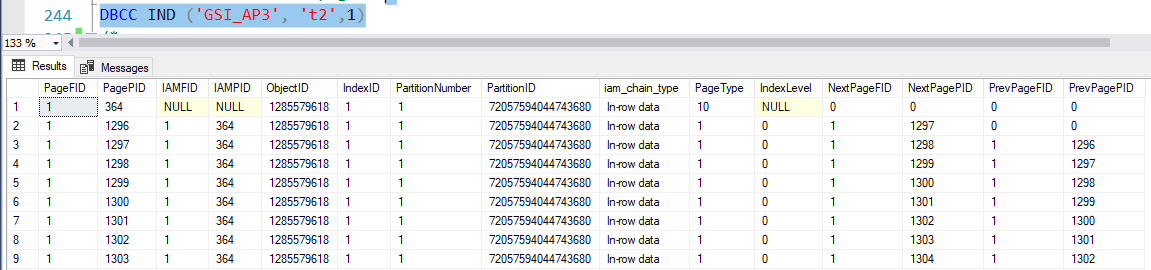 244 DBCC IND ('GSI_AP3', 't2',1)
133 %
Results Messages
PageFID PagePID IAMFID IAMPID ObjectID IndexID PartitionNumber PartitionID iam_chain_type PageType IndexLevel NextPageFID NextPagePID PrevPageFID PrevPagePID
1 1 364 NULL NULL 1285579618 1 1 72057594044743680 In-row data 10 NULL 0 0 0 0
2 1 1296 1 364 1285579618 1 1 72057594044743680 In-row data 1 0 1 1297 0 0
3 1 1297 1 364 1285579618 1 1 72057594044743680 In-row data 1 0 1 1298 1 1296
4 1 1298 1 364 1285579618 1 1 72057594044743680 In-row data 1 0 1 1299 1 1297
5 1 1299 1 364 1285579618 1 1 72057594044743680 In-row data 1 0 1 1300 1 1298
6 1 1300 1 364 1285579618 1 1 72057594044743680 In-row data 1 0 1 1301 1 1299
7 1 1301 1 364 1285579618 1 1 72057594044743680 In-row data 1 0 1 1302 1 1300
8 1 1302 1 364 1285579618 1 1 72057594044743680 In-row data 1 0 1 1303 1 1301
9 1 1303 1 364 1285579618 1 1 72057594044743680 In-row data 1 0 1 1304 1 1302